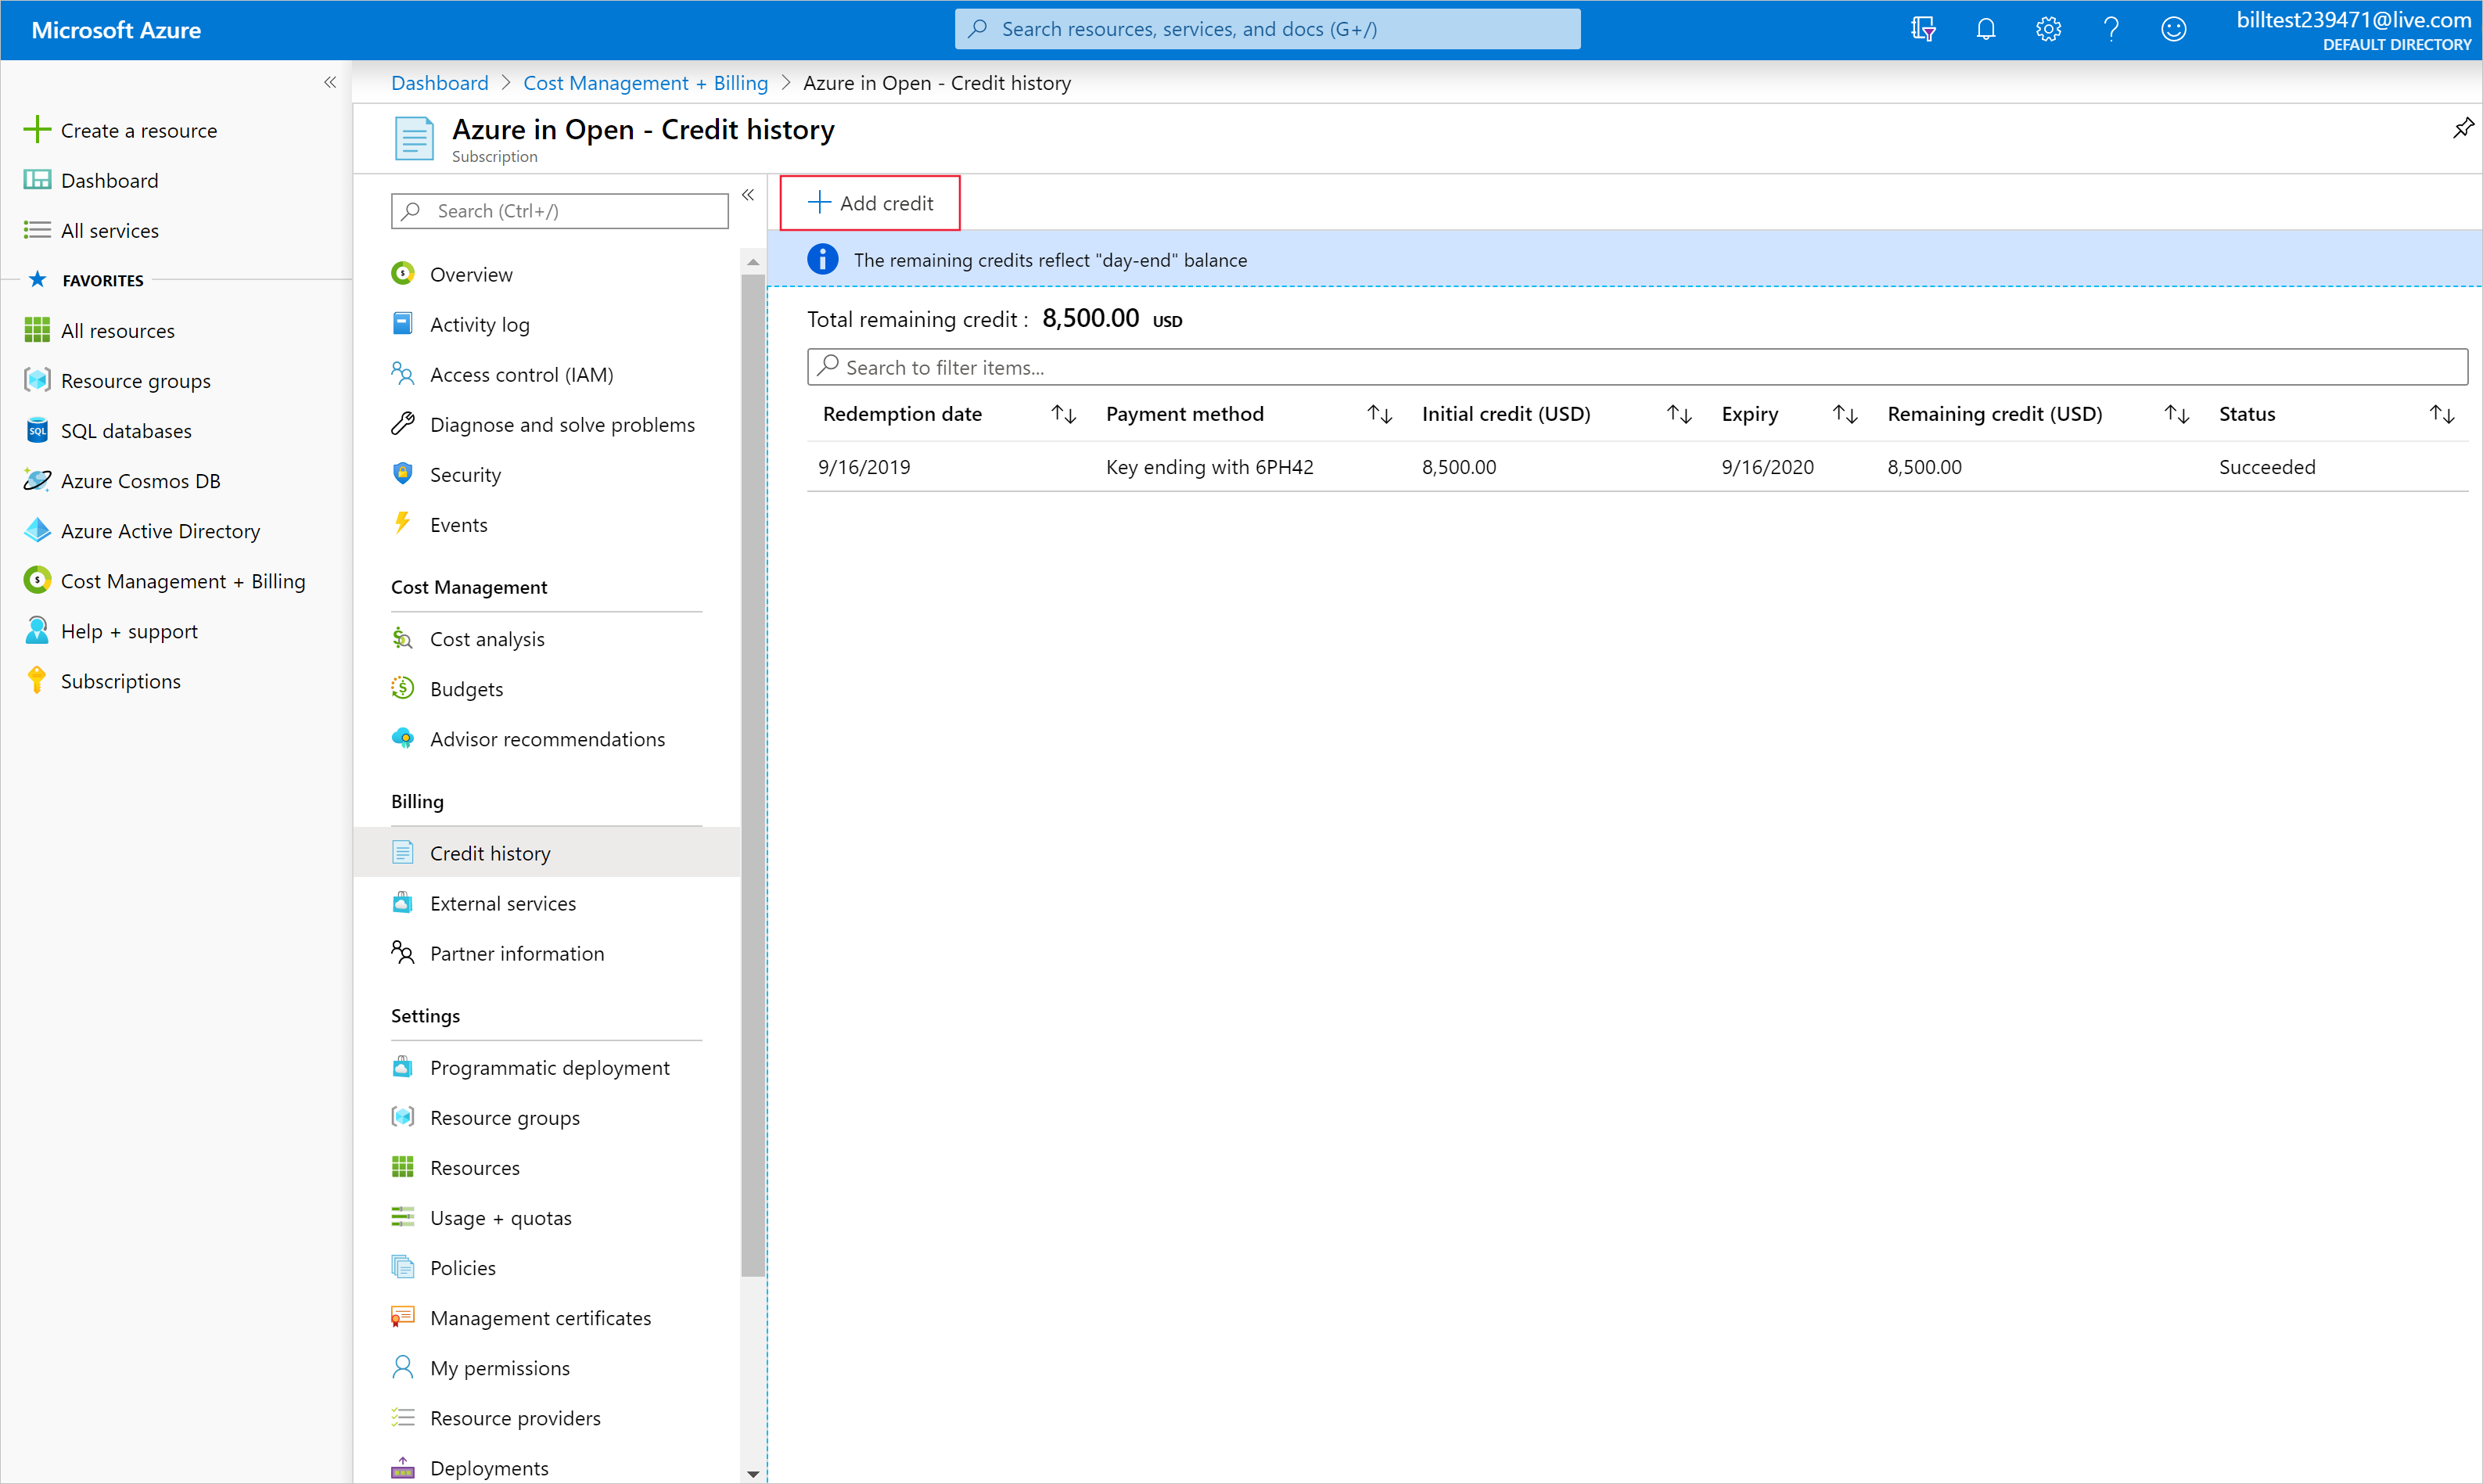 Microsoft Azure
Search resources, services, and docs (G+/)
billtest239471@live.com
DEFAULT DIRECTORY
Create a resource
Dashboard
All services
FAVORITES
All resources
Resource groups
SQL databases
Azure Cosmos DB
Azure Active Directory
Cost Management + Billing
Help + support
Subscriptions
Dashboard > Cost Management + Billing > Azure in Open - Credit history
Azure in Open - Credit history
Subscription
Search (Ctrl+/)
Overview
Activity log
Access control (IAM)
Diagnose and solve problems
Security
Events
Cost Management
Cost analysis
Budgets
Advisor recommendations
Billing
Credit history
External services
Partner information
Settings
Programmatic deployment
Resource groups
Resources
Usage + quotas
Policies
Management certificates
My permissions
Resource providers
Deployments
Add credit
The remaining credits reflect "day-end" balance
Total remaining credit : 8,500.00 USD
Search to filter items...
Redemption date Payment method Initial credit (USD) Expiry Remaining credit (USD) Status
9/16/2019 Key ending with 6PH42 8,500.00 9/16/2020 8,500.00 Succeeded